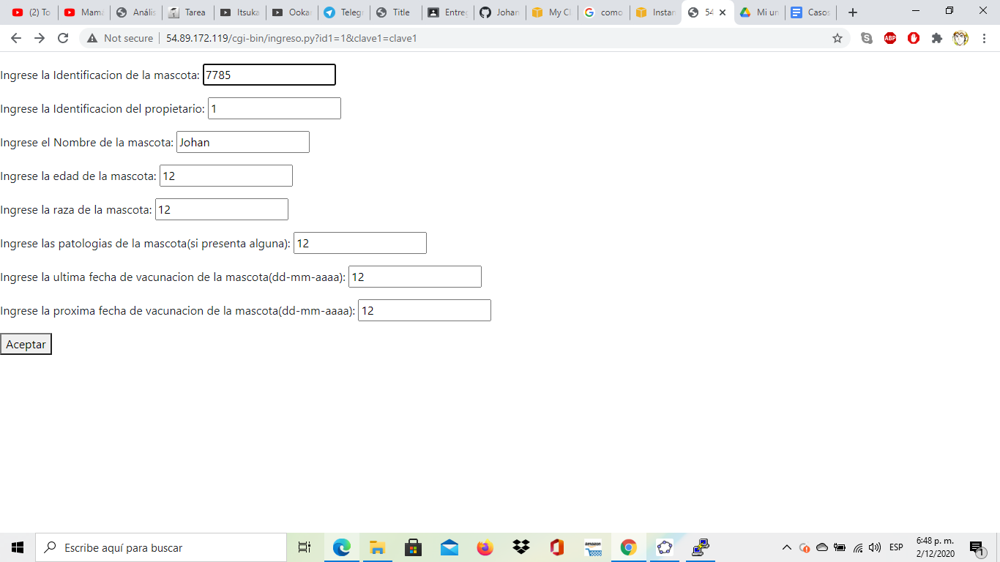 (2) To
Mama
Anális
Tarea
Itsuka
Ookar
Telegr
Title
Entreg
Johan
My Cl
como
Instan
54
Mi un
Casos
Not secure | 54.89.172.119/cgi-bin/ingreso.py?id1=1&clave1=clave1
ABP
Ingrese la Identificacion de la mascota: 7785
Ingrese la Identificacion del propietario: 1
Ingrese el Nombre de la mascota: Johan
Ingrese la edad de la mascota: 12
Ingrese la raza de la mascota: 12
Ingrese las patologias de la mascota(si presenta alguna): 12
Ingrese la ultima fecha de vacunacion de la mascota(dd-mm-aaaa): 12
Ingrese la proxima fecha de vacunacion de la mascota(dd-mm-aaaa): 12
Aceptar
Escribe aquí para buscar
amazon
ESP
6:48 p. m.
2/12/2020
1